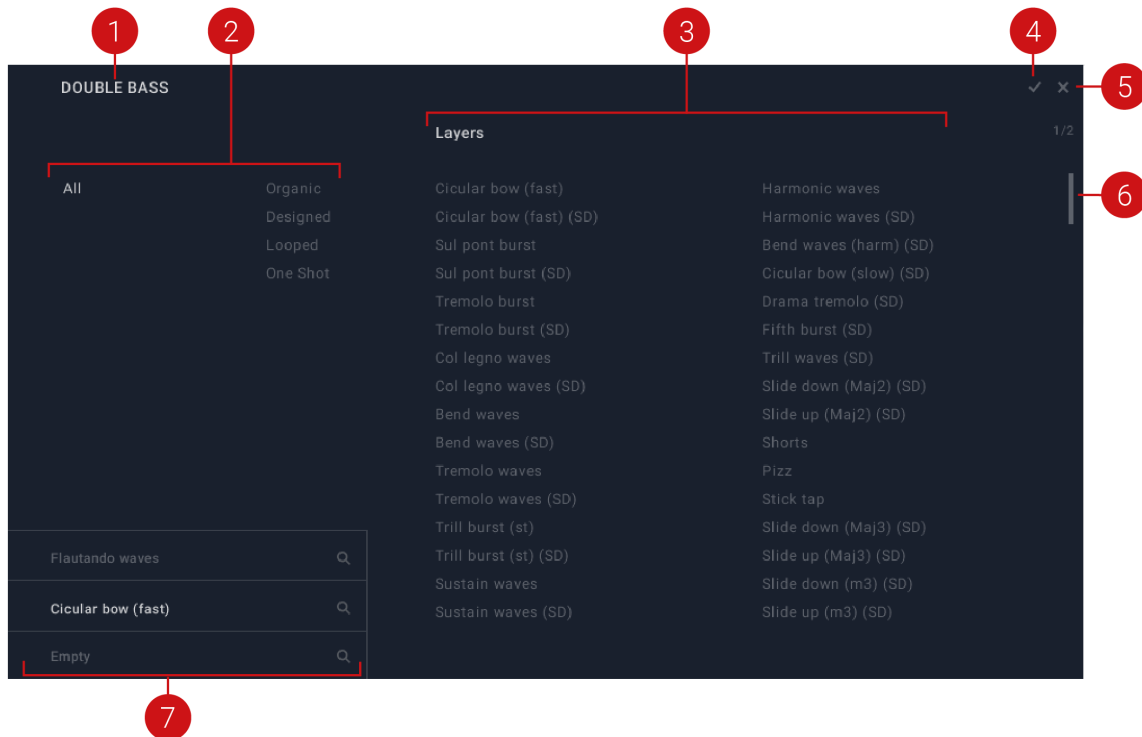 1
2
3
4
5
DOUBLE BASS
Layers
1/2
6
All
Organic
Designed
Looped
One Shot
Cicular bow (fast)
Cicular bow (fast) (SD)
Sul pont burst
Sul pont burst (SD)
Tremolo burst
Tremolo burst (SD)
Col legno waves
Col legno waves (SD)
Bend waves
Bend waves (SD)
Tremolo waves
Tremolo waves (SD)
Trill burst (st)
Trill burst (st) (SD)
Sustain waves
Sustain waves (SD)
Harmonic waves
Harmonic waves (SD)
Bend waves (harm) (SD)
Cicular bow (slow) (SD)
Drama tremolo (SD)
Fifth burst (SD)
Trill waves (SD)
Slide down (Maj2) (SD)
Slide up (Maj2) (SD)
Shorts
Pizz
Stick tap
Slide down (Maj3) (SD)
Slide up (Maj3) (SD)
Slide down (m3) (SD)
Slide up (m3) (SD)
Flautando waves
Cicular bow (fast)
Empty
7